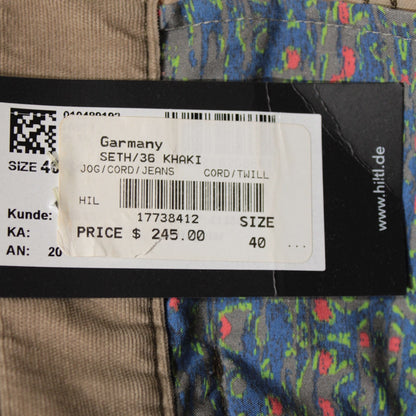 SIZE 40
Kunde:
KA:
AN: 20
Garmany
SETH/36 KHAKI
JOG/CORD/JEANS CORD/TWILL
HIL
17738412 SIZE
PRICE $ 245.00 40 ...
www.hiltl.de